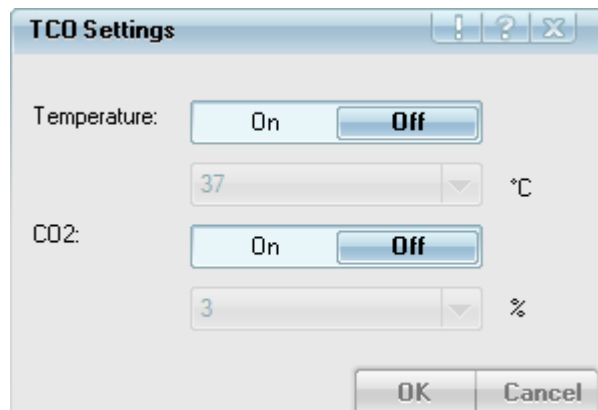 TCO Settings ! ?
Temperature: On Off
37 °C
CO2: On Off
3 %
OK Cancel